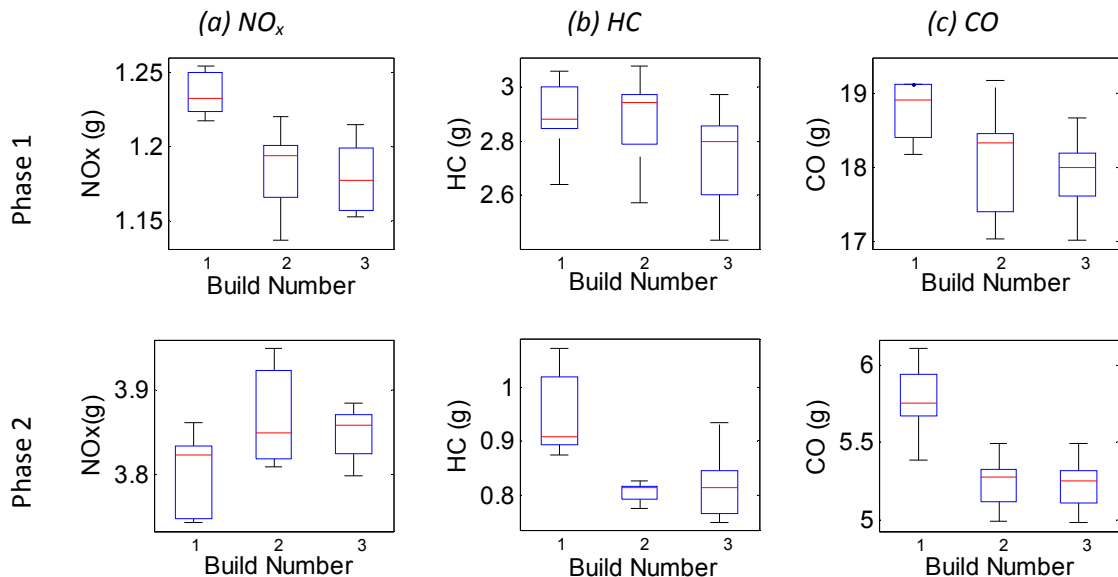 (a) NOx
(b) HC
(c) CO
Phase 1
NOx (g)
1.25
1.2
1.15
1 2 3
Build Number
HC (g)
3
2.8
2.6
1 2 3
Build Number
CO (g)
19
18
17
1 2 3
Build Number
Phase 2
NOx(g)
3.9
3.8
1 2 3
Build Number
HC (g)
1
0.9
0.8
1 2 3
Build Number
CO (g)
6
5.5
5
1 2 3
Build Number